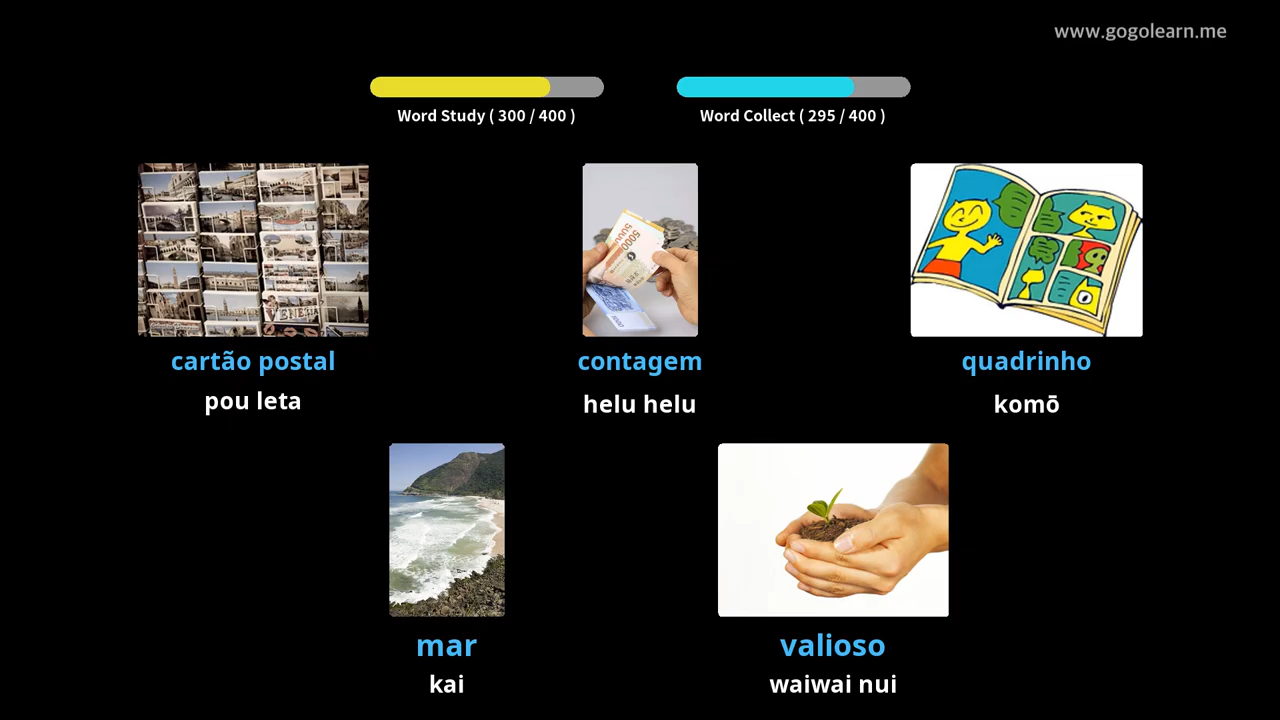 www.gogolearn.me
Word Study ( 300 / 400 )
Word Collect ( 295 / 400 )
cartão postal
contagem
quadrinho
pou leta
helu helu
komō
mar
valioso
kai
waiwai nui